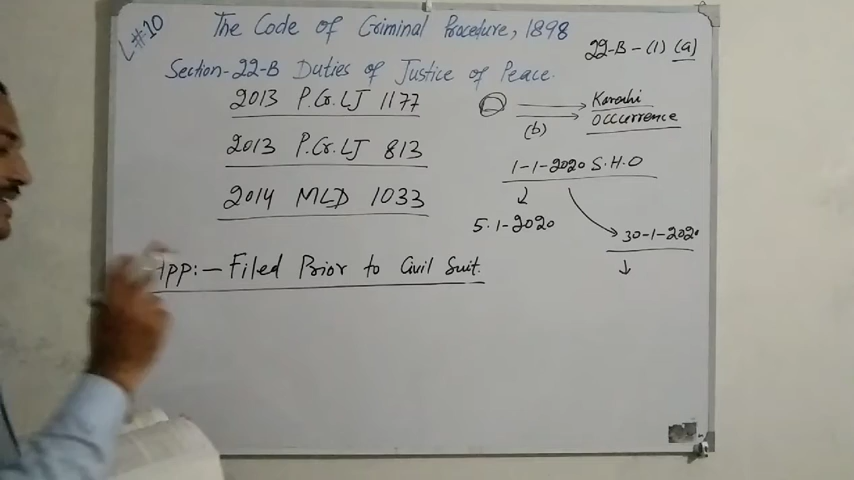 L#10
The Code of Criminal Procedure, 1898
22-B-(1) (a)
Section-22-B Duties of Justice of Peace.
2013 P.Cr.LJ 1177
2013 P.Cr.LJ 813
2014 MLD 1033
Karachi
Occurrence
(b)
1-1-2020 S.H.O
5.1-2020
30-1-2020
App:- Filed Prior to Civil Suit.